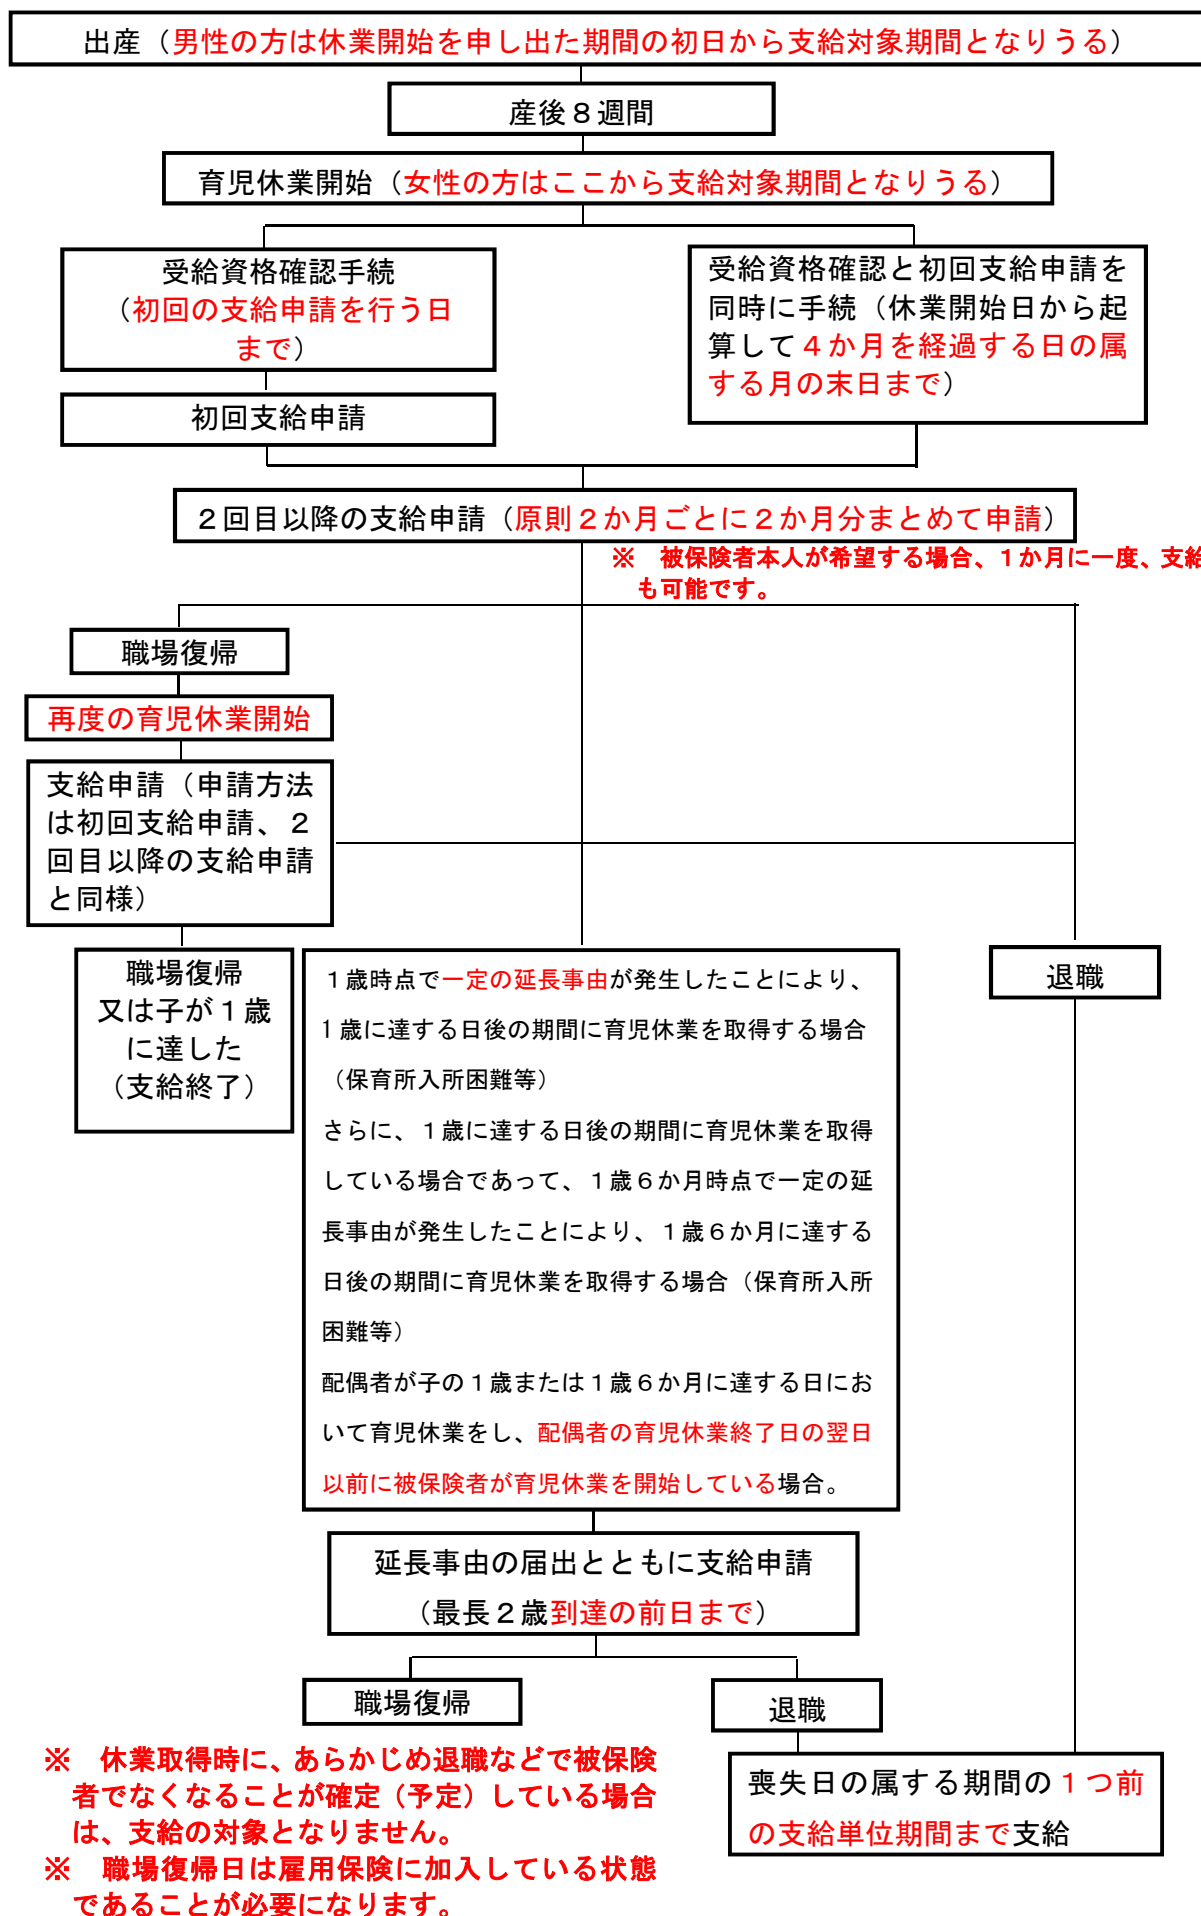 出産（男性の方は休業開始を申し出た期間の初日から支給対象期間となりうる）
産後８週間
育児休業開始（女性の方はここから支給対象期間となりうる）
受給資格確認手続
（初回の支給申請を行う日
まで）
初回支給申請
受給資格確認と初回支給申請を
同時に手続（休業開始日から起
算して４か月を経過する日の属
する月の末日まで）
２回目以降の支給申請（原則２か月ごとに２か月分まとめて申請）
※　被保険者本人が希望する場合、１か月に一度、支給
も可能です。
職場復帰
再度の育児休業開始
支給申請（申請方法
は初回支給申請、２
回目以降の支給申請
と同様）
職場復帰
又は子が１歳
に達した
（支給終了）
１歳時点で一定の延長事由が発生したことにより、
1 歳に達する日後の期間に育児休業を取得する場合
（保育所入所困難等）
さらに、１歳に達する日後の期間に育児休業を取得
している場合であって、１歳６か月時点で一定の延
長事由が発生したことにより、１歳６か月に達する
日後の期間に育児休業を取得する場合（保育所入所
困難等）
配偶者が子の１歳または１歳６か月に達する日にお
いて育児休業をし、配偶者の育児休業終了日の翌日
以前に被保険者が育児休業を開始している場合。
退職
延長事由の届出とともに支給申請
（最長２歳到達の前日まで）
職場復帰
退職
喪失日の属する期間の１つ前
の支給単位期間まで支給
※　休業取得時に、あらかじめ退職などで被保険
者でなくなることが確定（予定）している場合
は、支給の対象となりません。
※　職場復帰日は雇用保険に加入している状態
であることが必要になります。